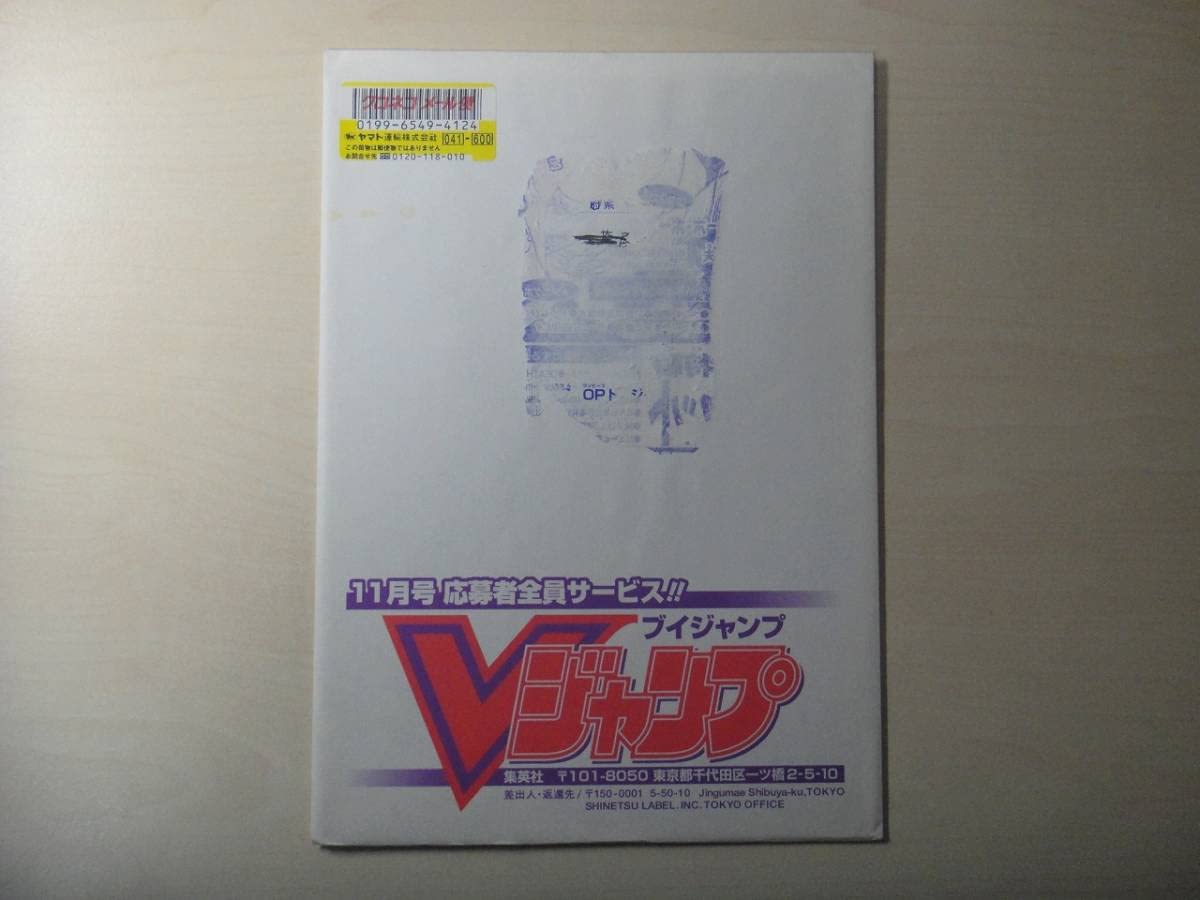 クロネコメール便
0199-6549-4124
ヤマト運輸株式会社 041-600
この荷物は郵便物ではありません
お問合せ先 0120-118-010
OP
11月号 応募者全員サービス!!
ブイジャンプ
Vジャンプ
集英社 〒101-8050 東京都千代田区一ツ橋2-5-10
差出人・返還先/〒150-0001 5-50-10 Jingumae Shibuya-ku,TOKYO
SHINETSU LABEL.INC.TOKYO OFFICE